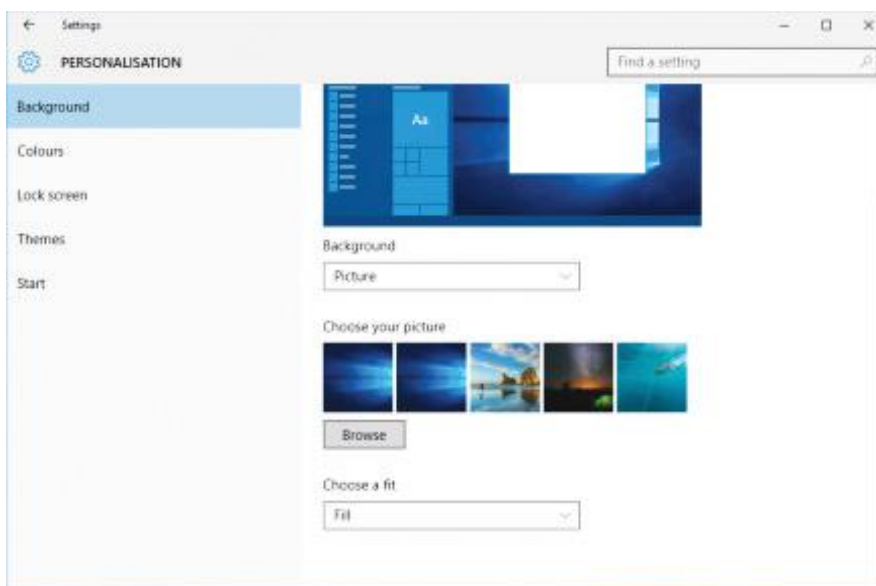 Settings
PERSONALISATION
Find a setting
Background
Colours
Lock screen
Themes
Start
Aa
Background
Picture
Choose your picture
Browse
Choose a fit
Fill